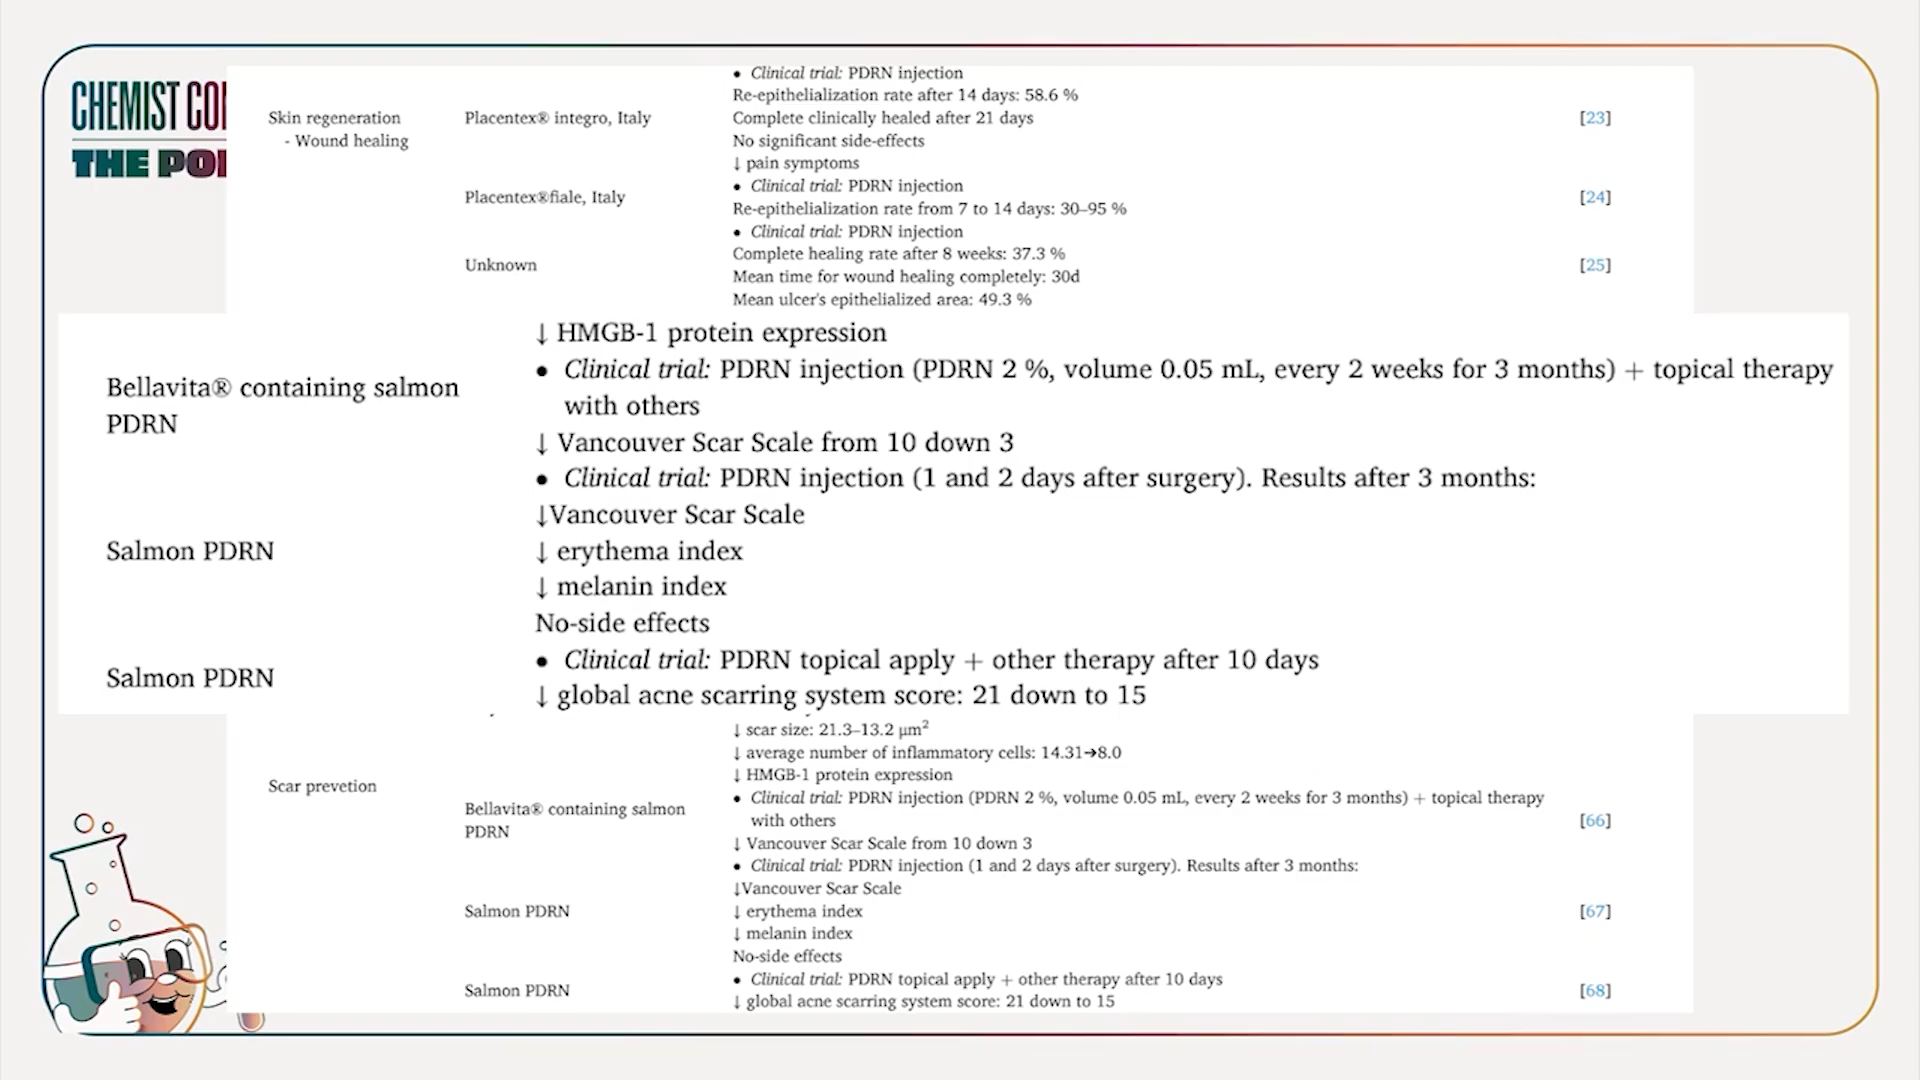 CHEMIST CO
THE PO
Skin regeneration
- Wound healing
Placentex® integro, Italy
• Clinical trial: PDRN injection
Re-epithelialization rate after 14 days: 58.6 %
Complete clinically healed after 21 days
No significant side-effects
↓ pain symptoms
[23]
Placentex®fiale, Italy
• Clinical trial: PDRN injection
Re-epithelialization rate from 7 to 14 days: 30–95 %
[24]
Unknown
• Clinical trial: PDRN injection
Complete healing rate after 8 weeks: 37.3 %
Mean time for wound healing completely: 30d
Mean ulcer's epithelialized area: 49.3 %
[25]
↓ HMGB-1 protein expression
Bellavita® containing salmon
PDRN
• Clinical trial: PDRN injection (PDRN 2 %, volume 0.05 mL, every 2 weeks for 3 months) + topical therapy
with others
↓ Vancouver Scar Scale from 10 down 3
Salmon PDRN
• Clinical trial: PDRN injection (1 and 2 days after surgery). Results after 3 months:
↓Vancouver Scar Scale
↓ erythema index
↓ melanin index
No-side effects
Salmon PDRN
• Clinical trial: PDRN topical apply + other therapy after 10 days
↓ global acne scarring system score: 21 down to 15
Scar prevetion
↓ scar size: 21.3–13.2 μm²
↓ average number of inflammatory cells: 14.31➔8.0
↓ HMGB-1 protein expression
Bellavita® containing salmon
PDRN
• Clinical trial: PDRN injection (PDRN 2 %, volume 0.05 mL, every 2 weeks for 3 months) + topical therapy
with others
↓ Vancouver Scar Scale from 10 down 3
[66]
Salmon PDRN
• Clinical trial: PDRN injection (1 and 2 days after surgery). Results after 3 months:
↓Vancouver Scar Scale
↓ erythema index
↓ melanin index
No-side effects
[67]
Salmon PDRN
• Clinical trial: PDRN topical apply + other therapy after 10 days
↓ global acne scarring system score: 21 down to 15
[68]